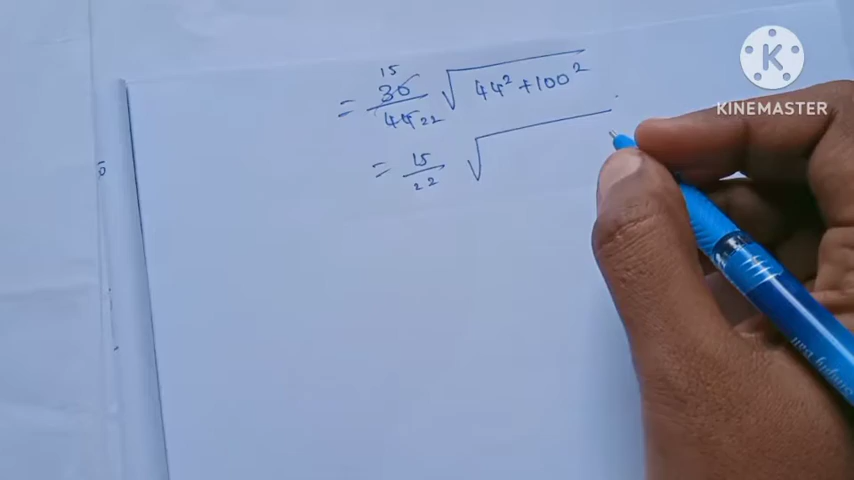 KINEMASTER
15
= 30/44 22 √44² + 100²
= 15/22 √